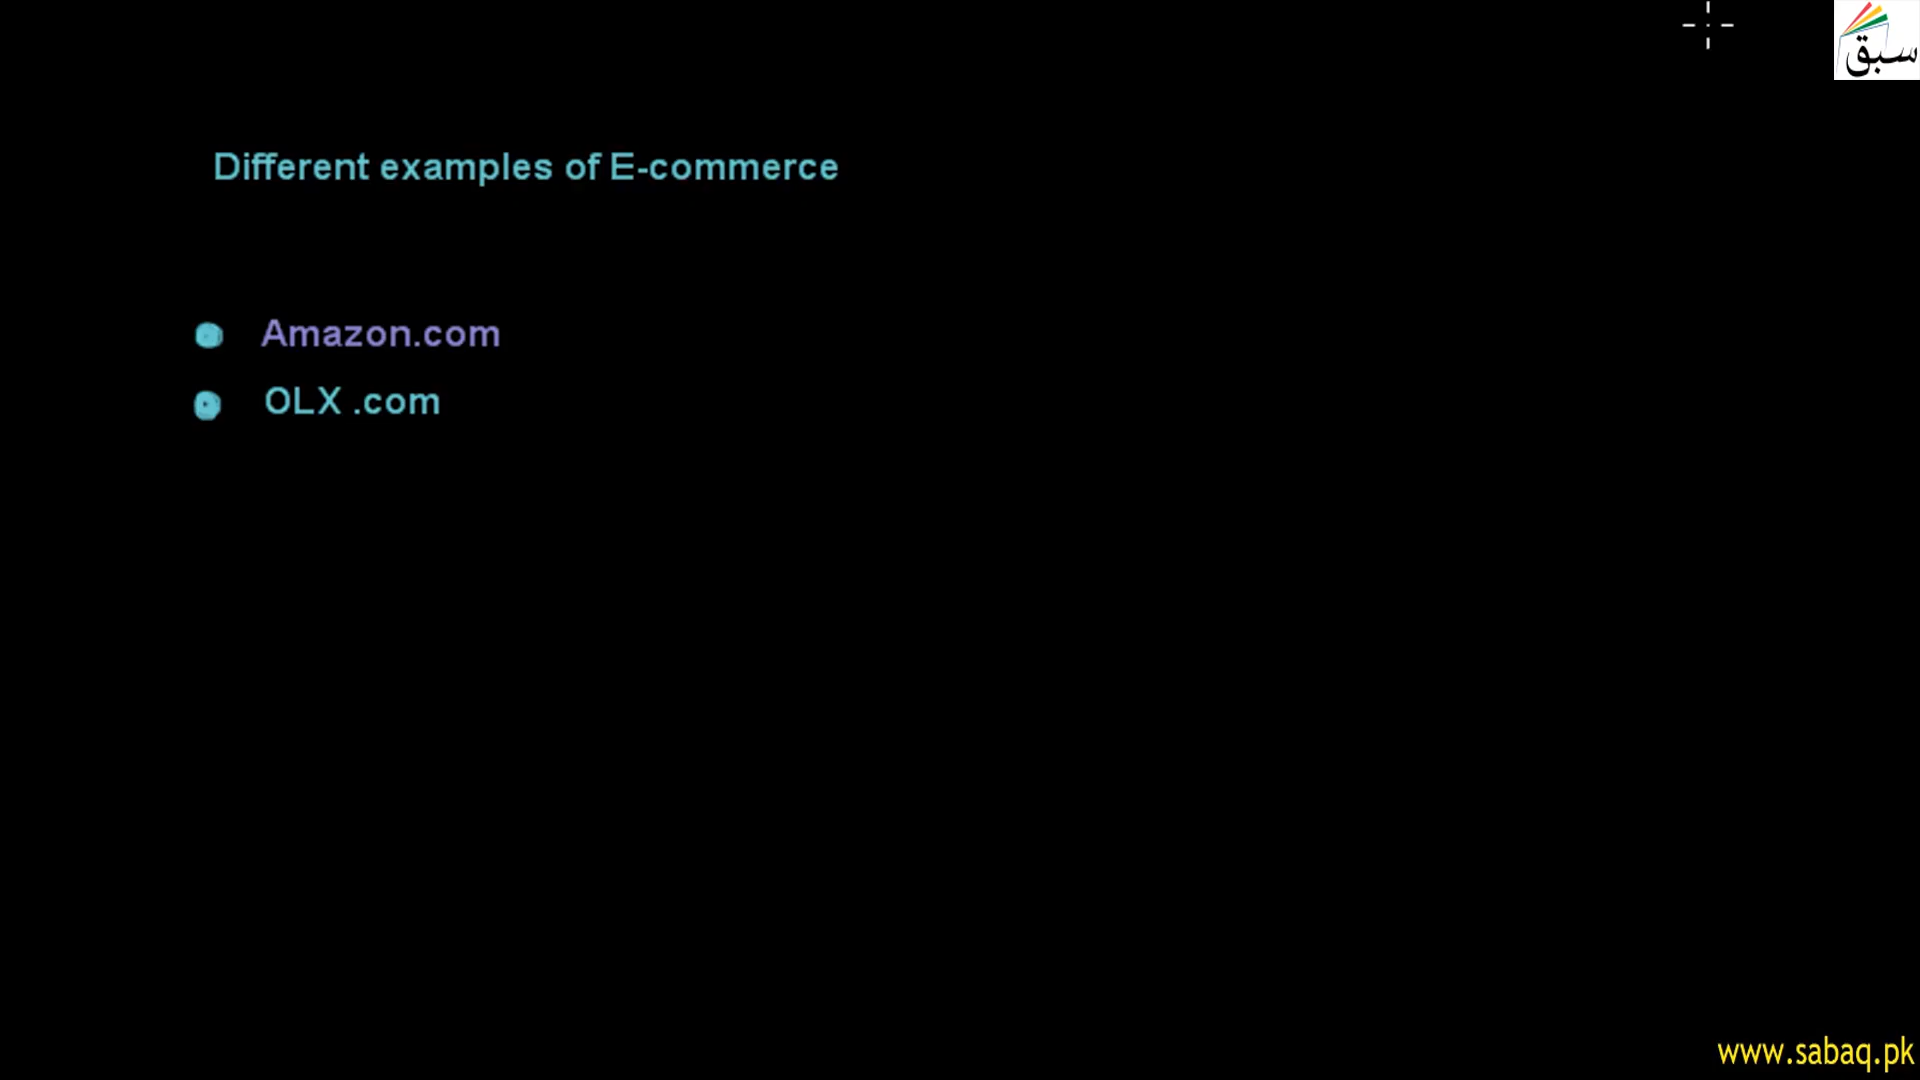 سبق
Different examples of E-commerce
Amazon.com
OLX .com
www.sabaq.pk